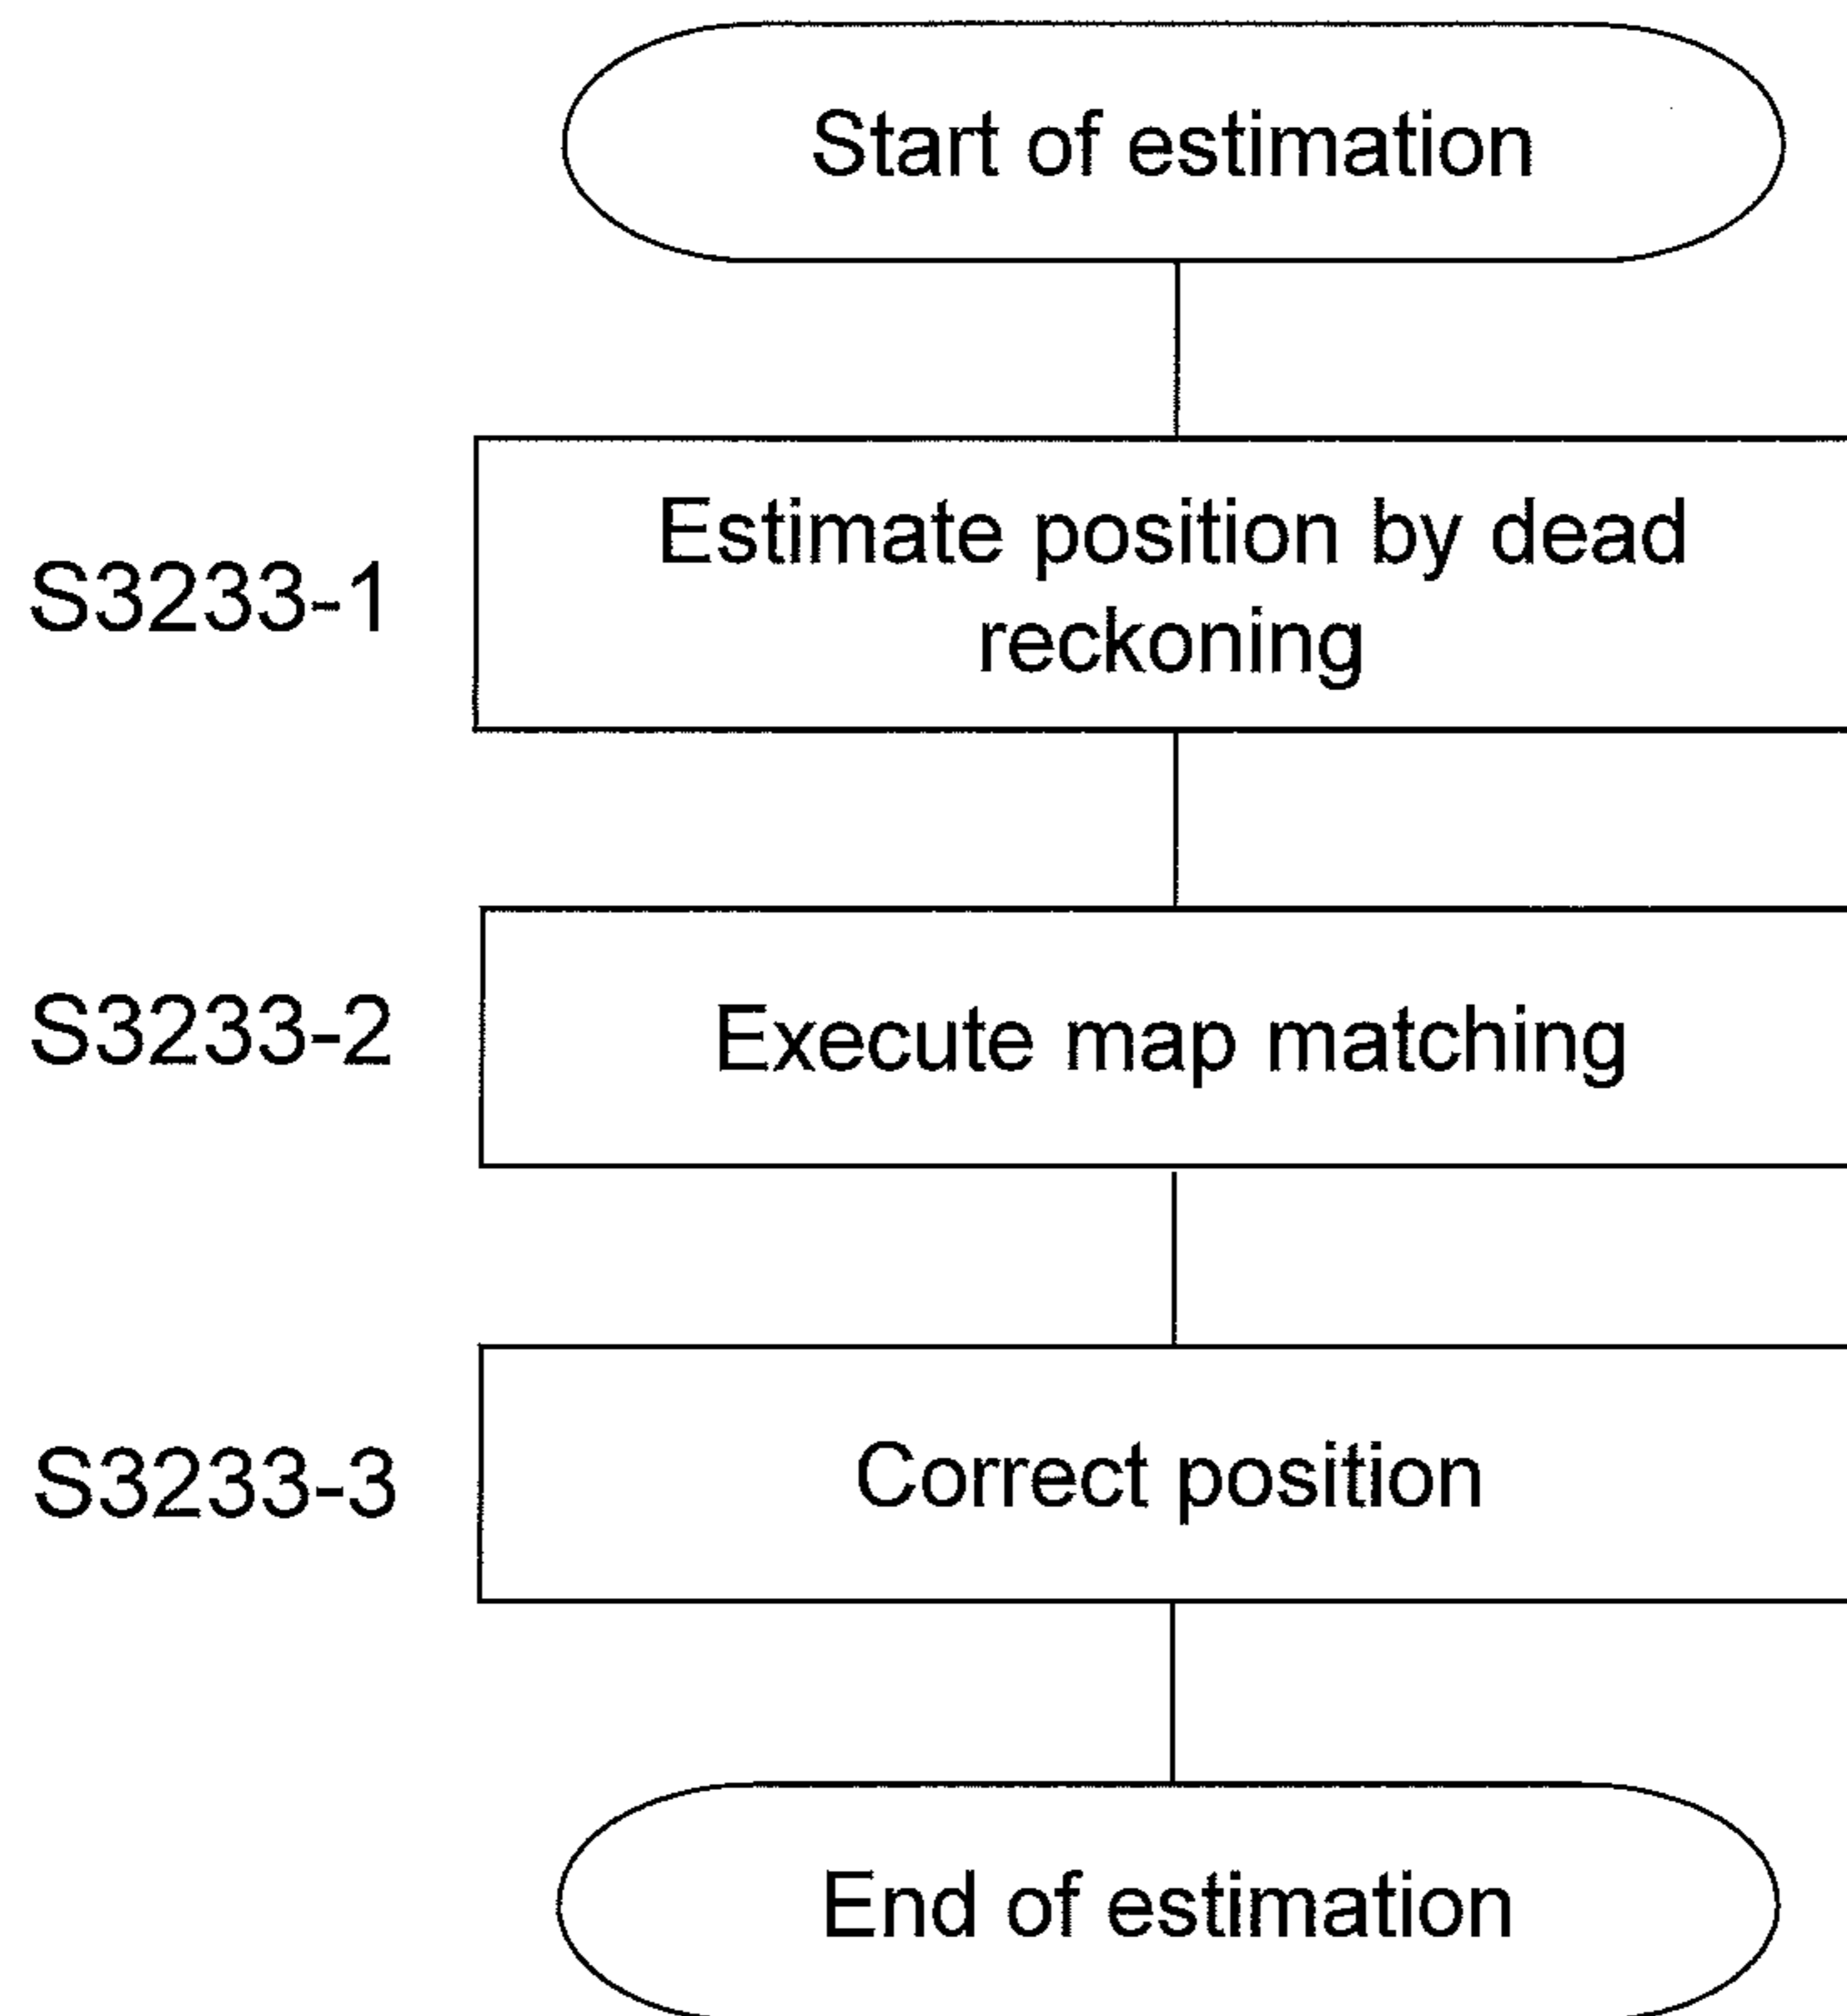 Start of estimation
S3233-1
Estimate position by dead
reckoning
S3233-2
Execute map matching
S3233-3
Correct position
End of estimation